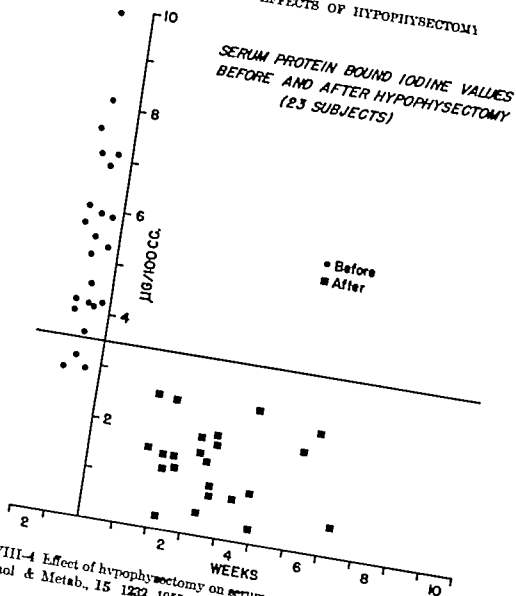 EFFECTS OF HYPOPHYSECTOMY
SERUM PROTEIN BOUND IODINE VALUES
BEFORE AND AFTER HYPOPHYSECTOMY
(23 SUBJECTS)
10
8
6
4
2
µG/100CC.
Before
After
2
2
4
6
8
10
WEEKS
VIII-4 Effect of hypophysectomy on serum
& Metab., 15 1232